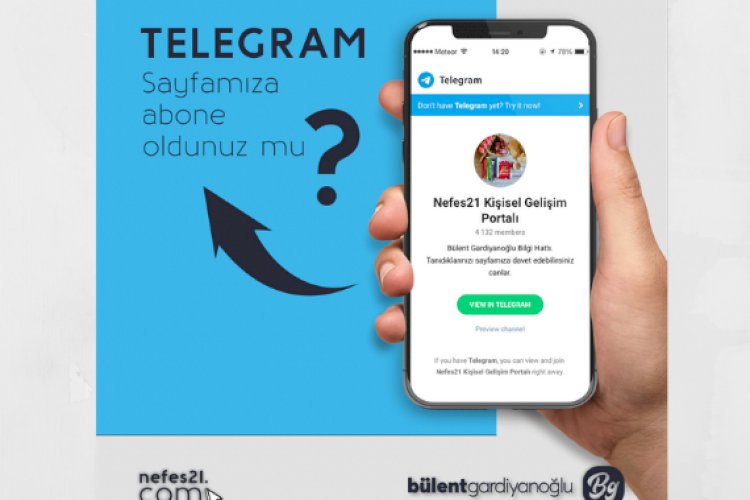 TELEGRAM
Sayfamıza
abone
oldunuz mu
?
Meteor
14:20
78%
Telegram
Don't have Telegram yet? Try it now!
Nefes21 Kişisel Gelişim
Portalı
4 132 members
Bülent Gardiyanoğlu Bilgi Hattı.
Tanıdıklarınızı sayfamıza davet edebilirsiniz
canlar.
VIEW IN TELEGRAM
Preview channel
If you have Telegram, you can view and join
Nefes21 Kişisel Gelişim Portalı right away.
nefes21.
com
bülentgardiyanoğlu
Bg